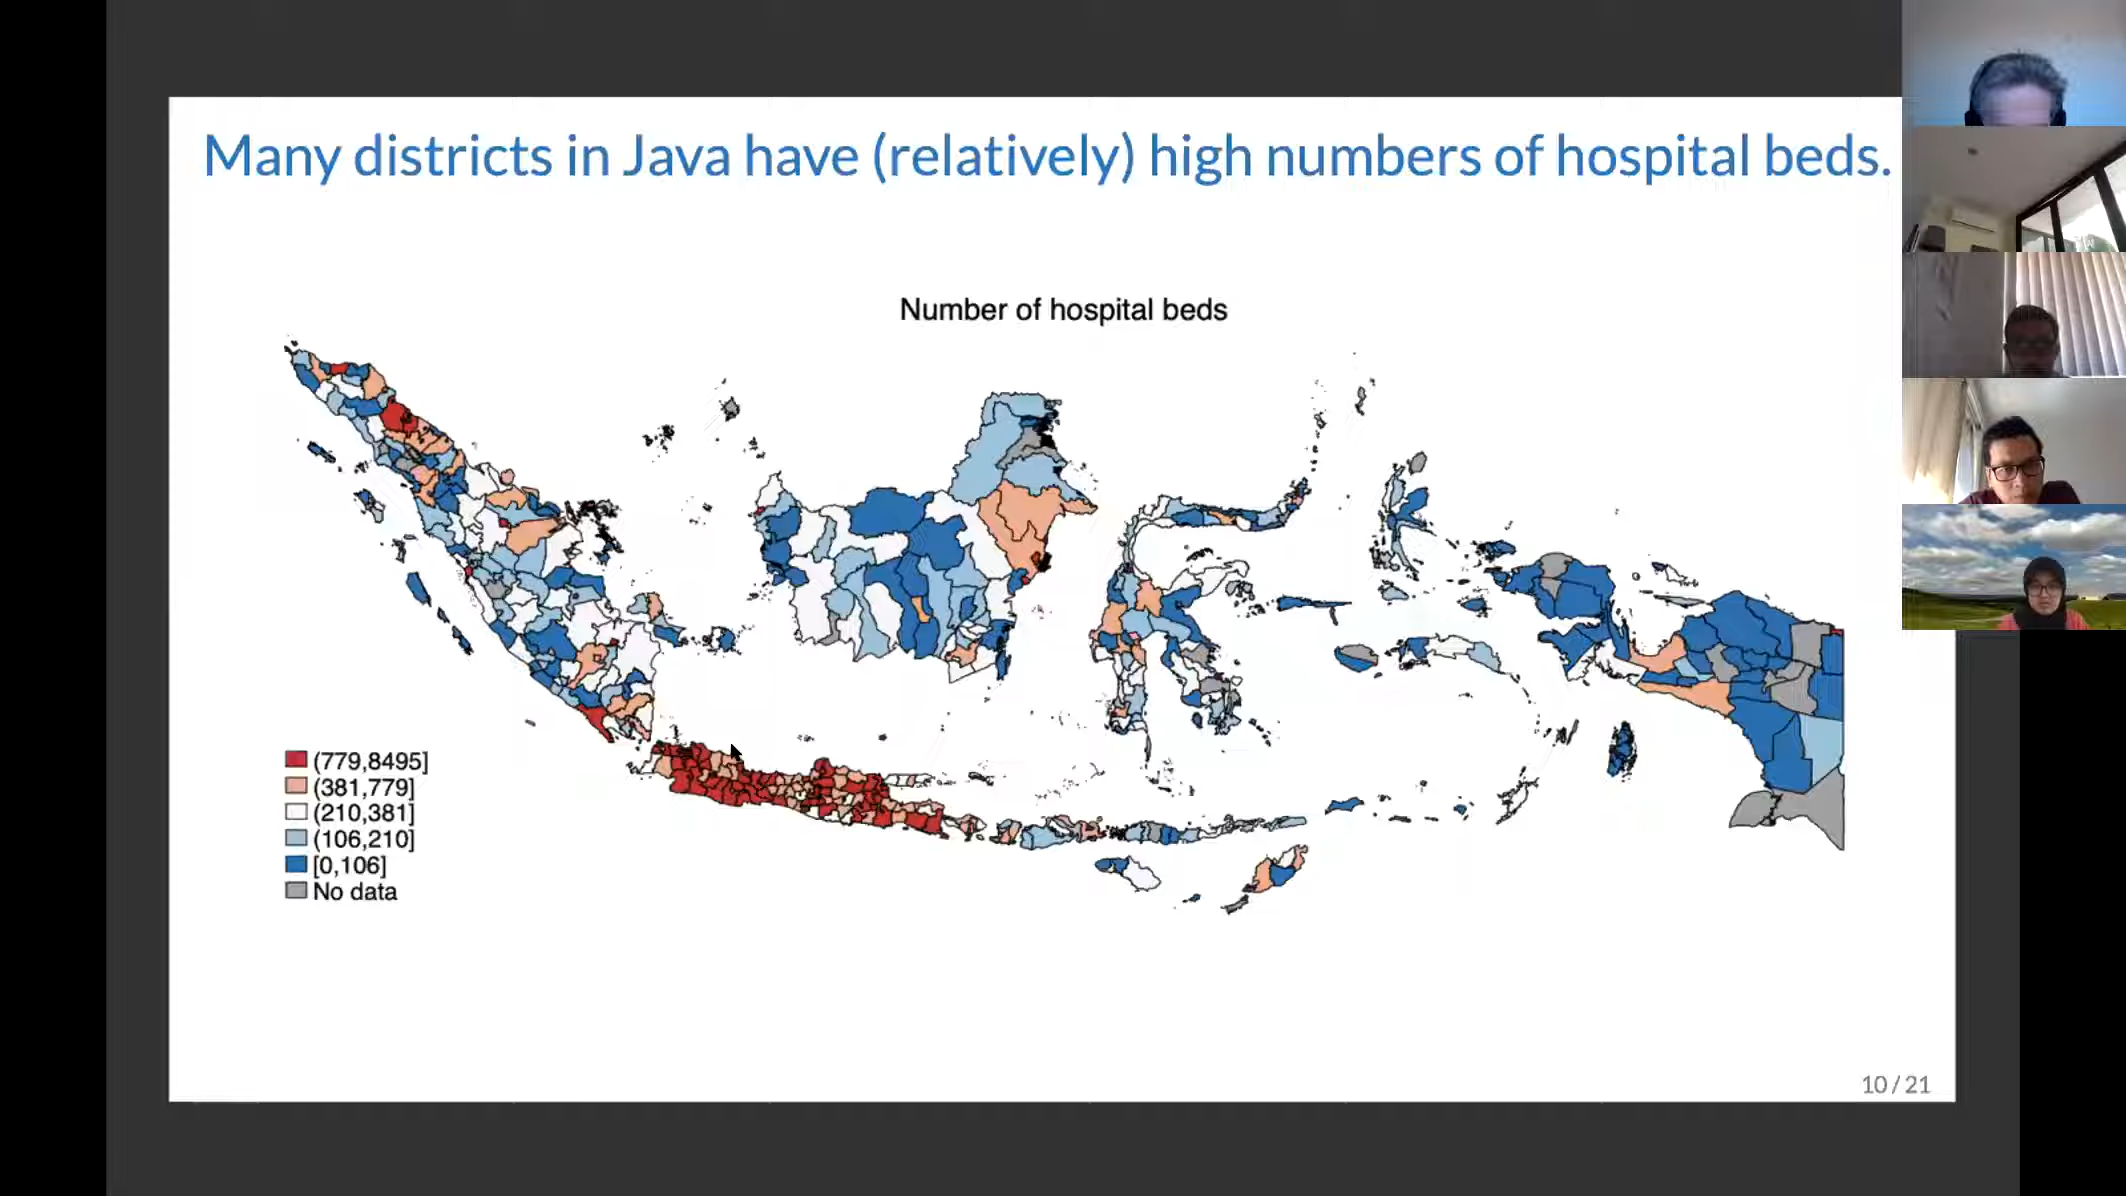 Many districts in Java have (relatively) high numbers of hospital beds.
Number of hospital beds
(779,8495]
(381,779]
(210,381]
(106,210]
[0,106]
No data
10 / 21